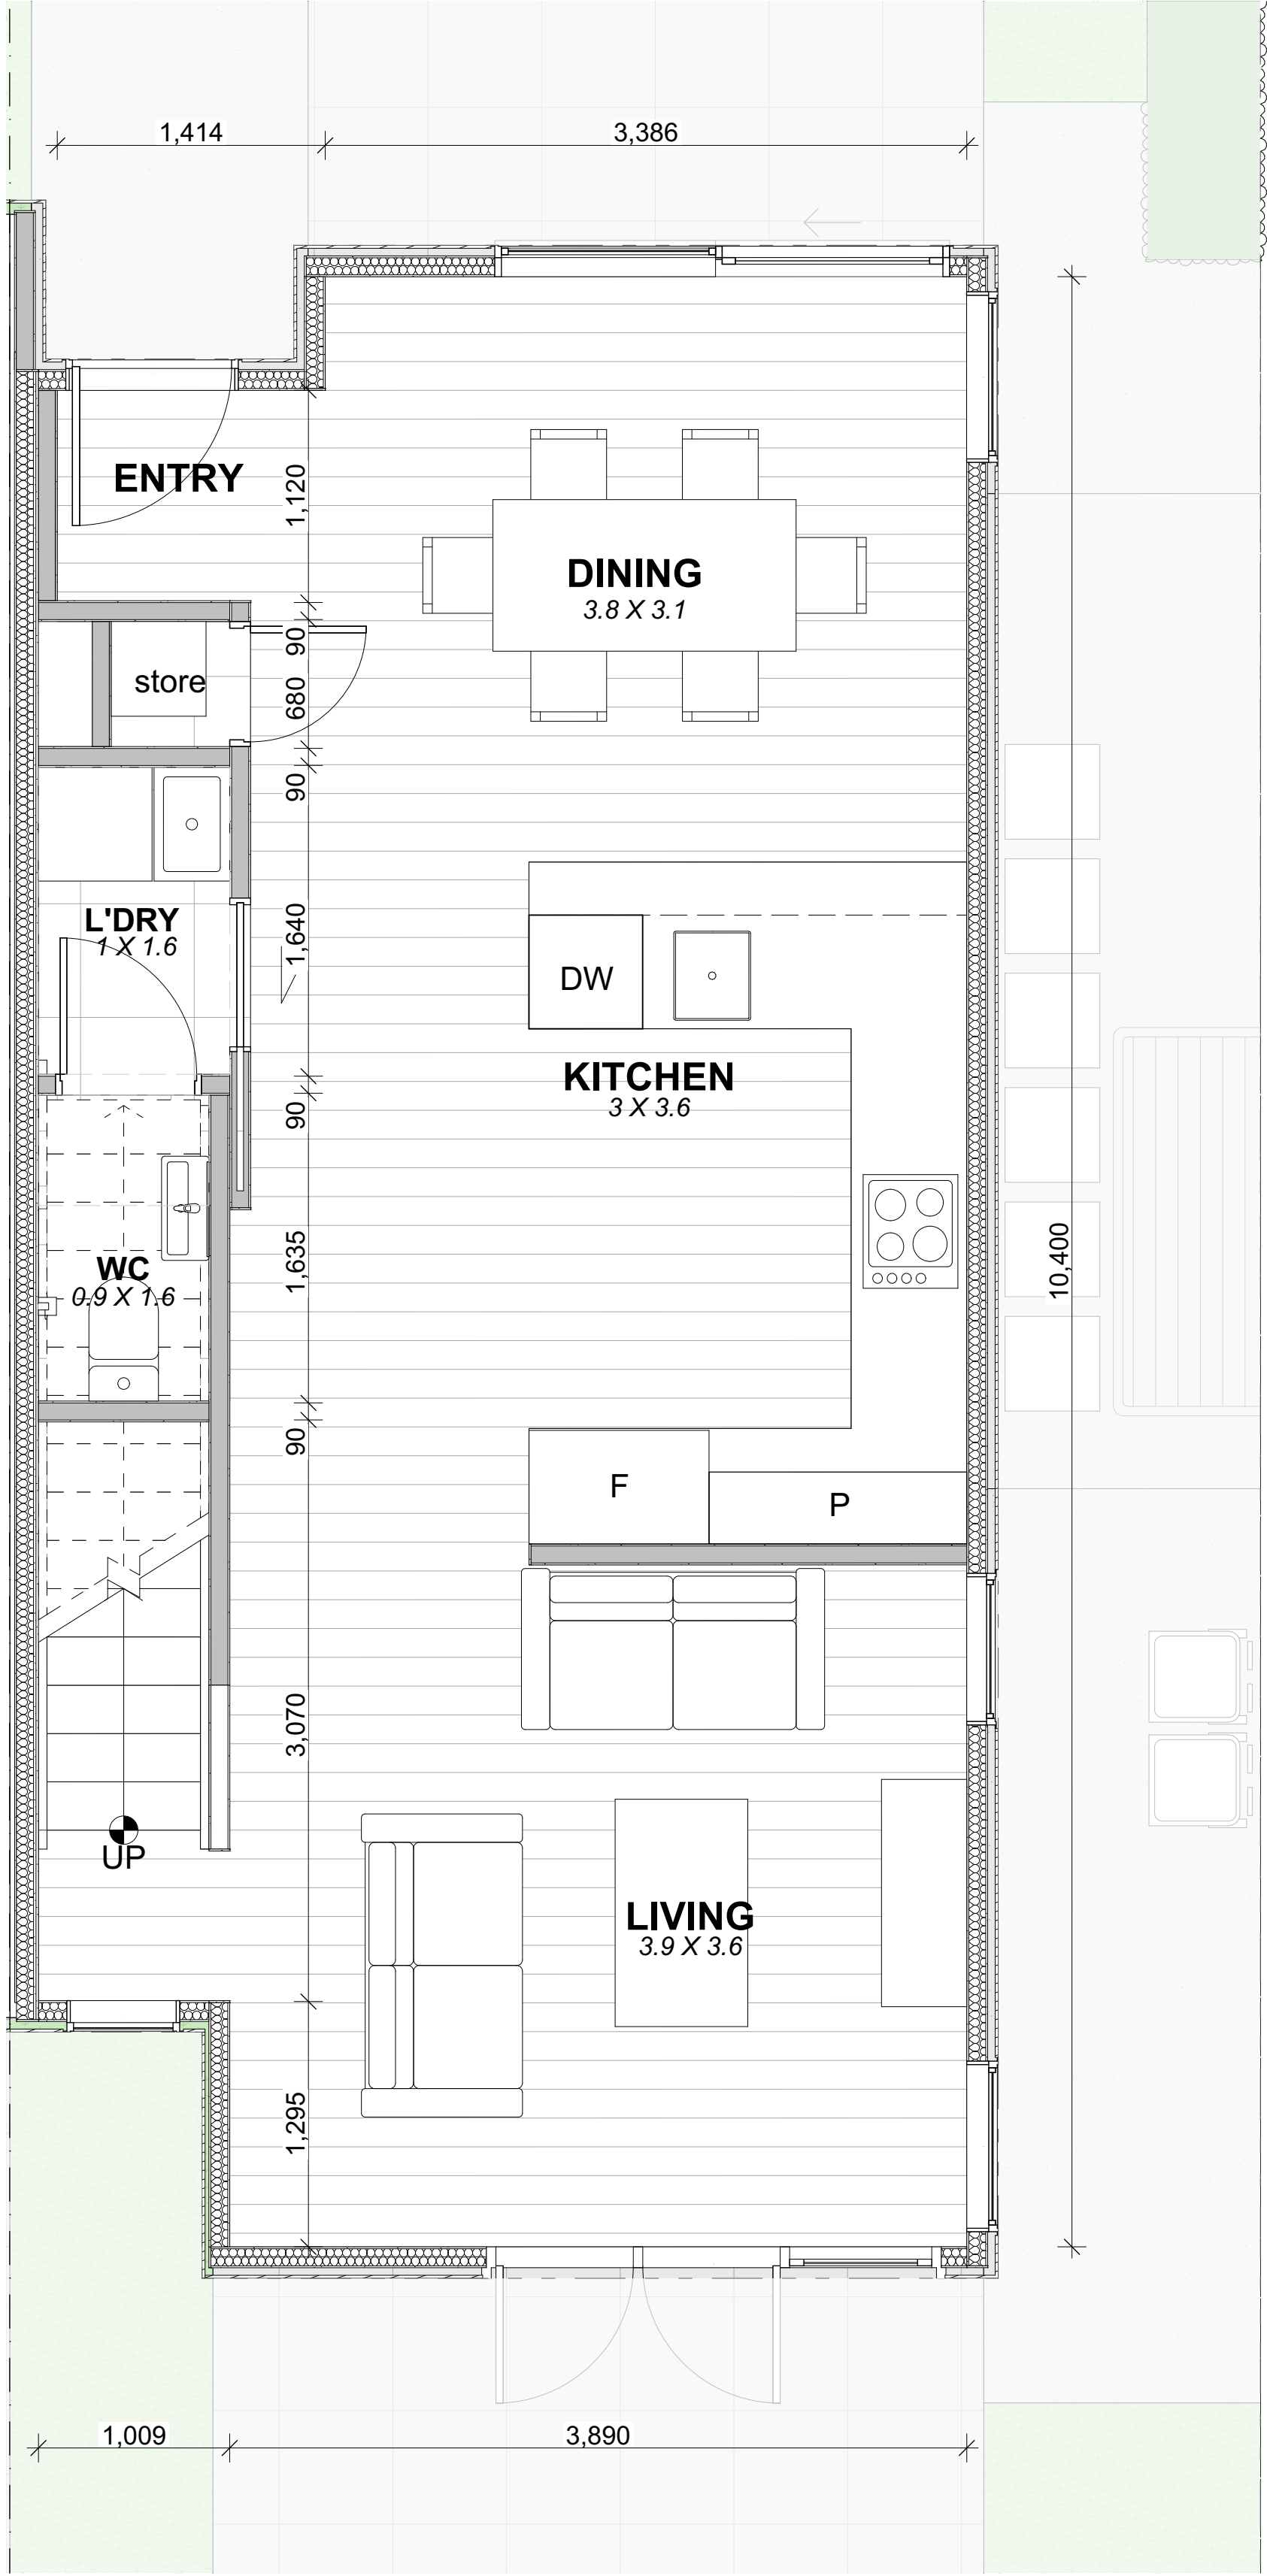 1,414
3,386
ENTRY
1,120
DINING
3.8 X 3.1
90
store
680
90
L'DRY
1 X 1.6
1,640
DW
KITCHEN
3 X 3.6
90
WC
0.9 X 1.6
1,635
10,400
90
F
P
3,070
UP
LIVING
3.9 X 3.6
1,295
1,009
3,890